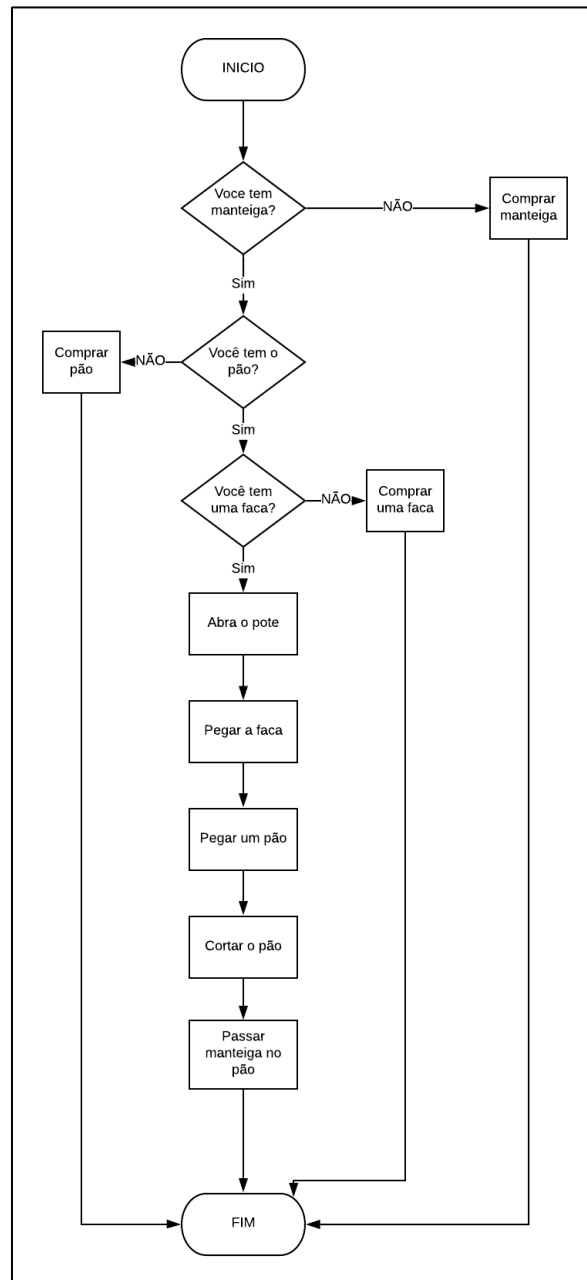 INICIO
Voce tem
manteiga?
NÃO
Comprar
manteiga
Sim
Você tem o
pão?
NÃO
Comprar
pão
Sim
Você tem
uma faca?
NÃO
Comprar
uma faca
Sim
Abra o pote
Pegar a faca
Pegar um pão
Cortar o pão
Passar
manteiga no
pão
FIM